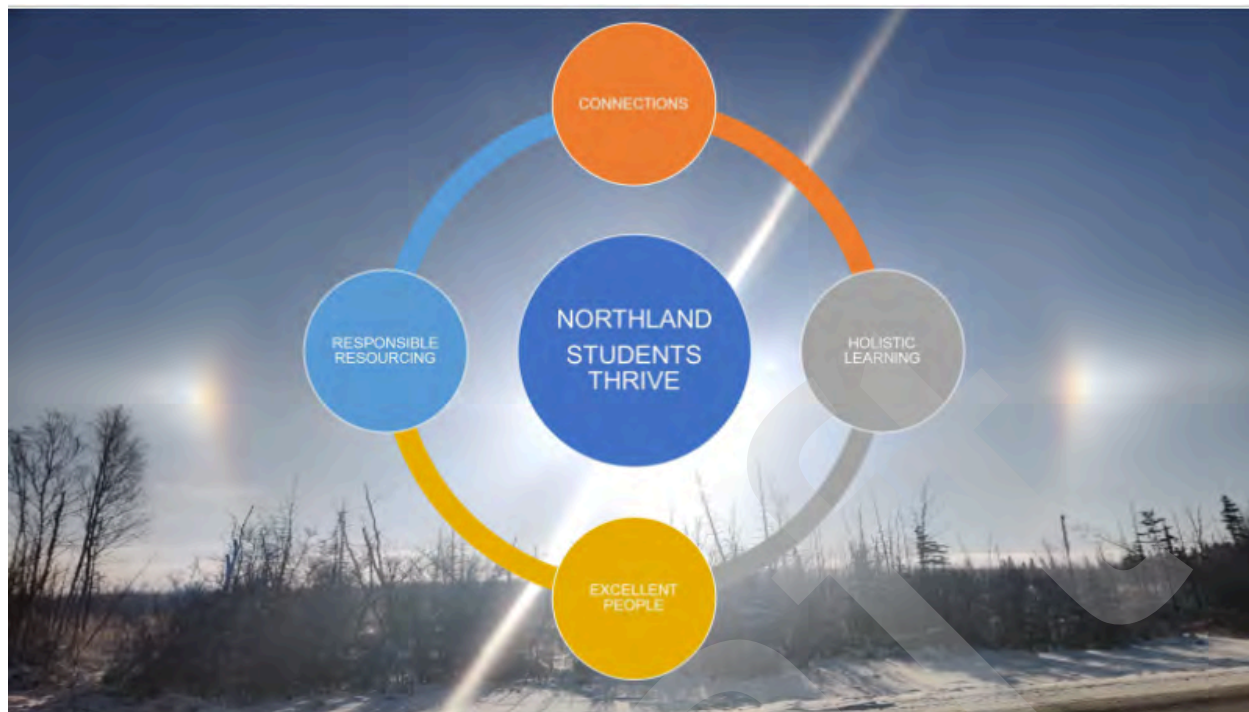 CONNECTIONS
RESPONSIBLE
RESOURCING
NORTHLAND
STUDENTS
THRIVE
HOLISTIC
LEARNING
EXCELLENT
PEOPLE